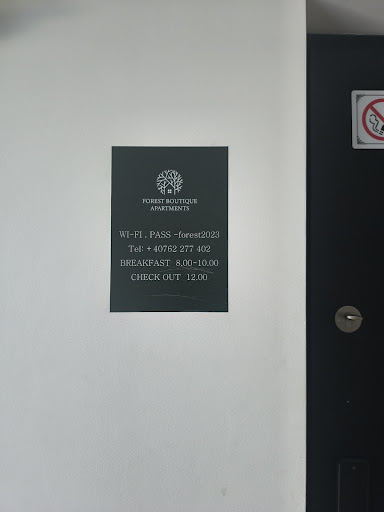 FOREST BOUTIQUE
APARTMENTS
WI-FI . PASS -forest2023
Tel: +40762 277 402
BREAKFAST 8.00-10.00
CHECK OUT 12.00